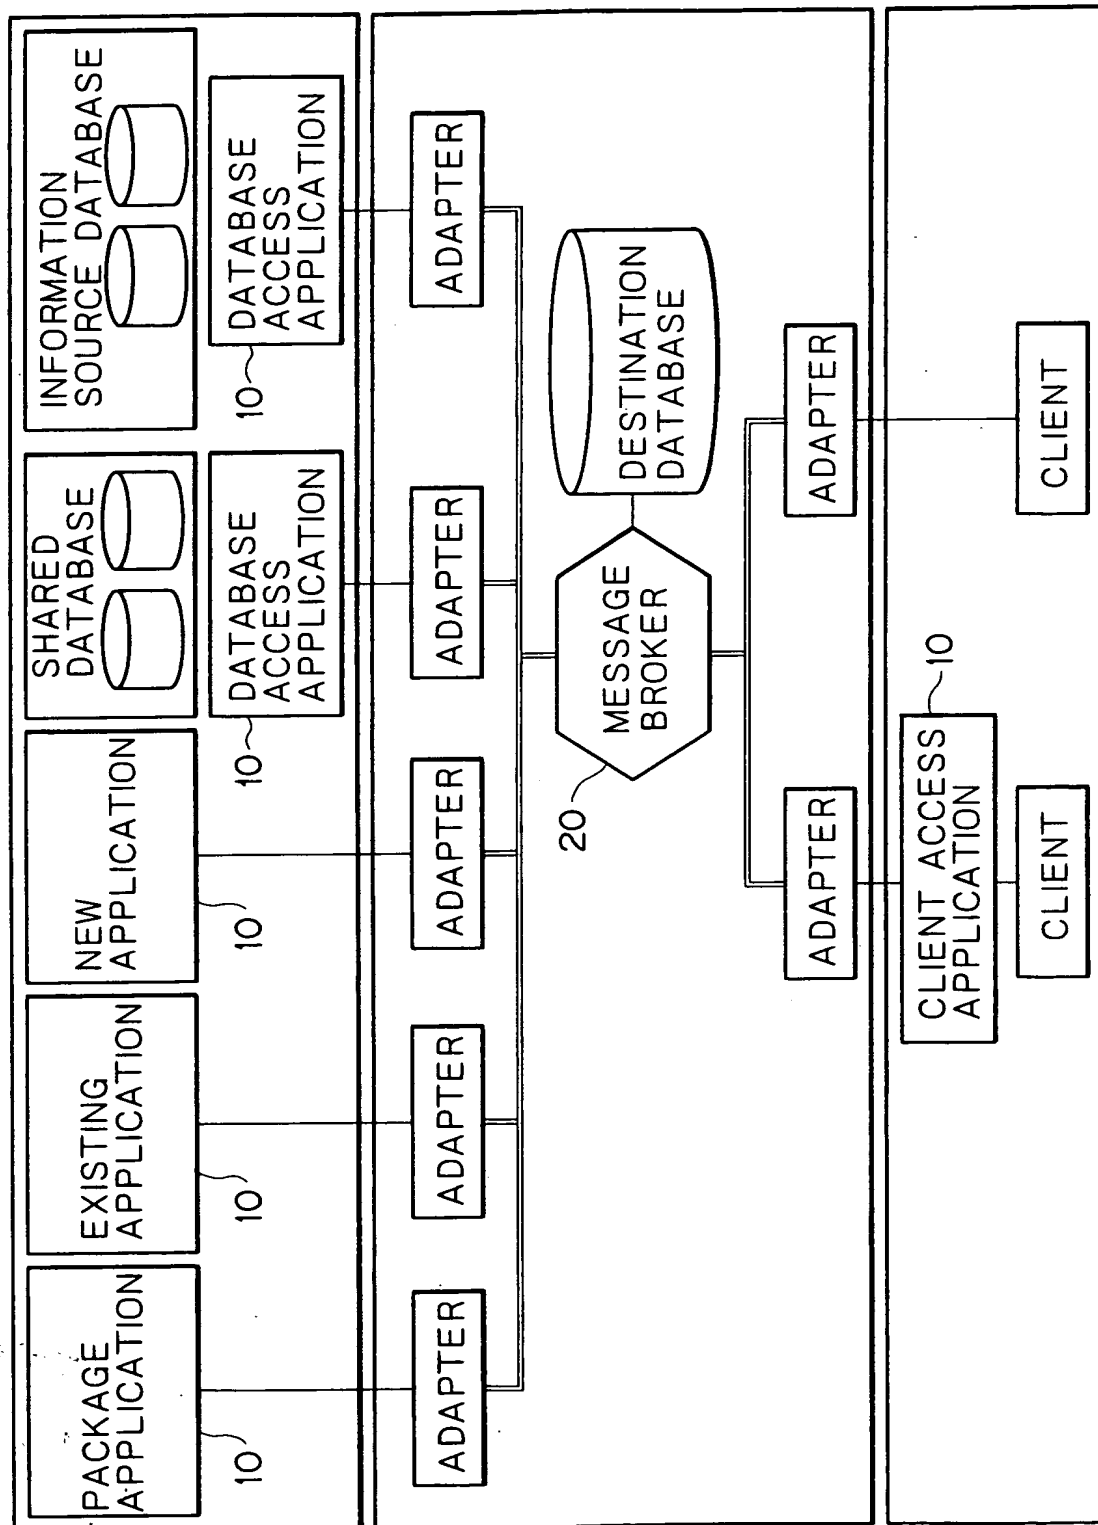 PACKAGE
APPLICATION
10
EXISTING
APPLICATION
10
NEW
APPLICATION
10
SHARED
DATABASE
DATABASE
ACCESS
APPLICATION
10
INFORMATION
SOURCE DATABASE
DATABASE
ACCESS
APPLICATION
10
ADAPTER
ADAPTER
ADAPTER
ADAPTER
ADAPTER
MESSAGE
BROKER
20
DESTINATION
DATABASE
ADAPTER
ADAPTER
CLIENT ACCESS
APPLICATION
10
CLIENT
CLIENT